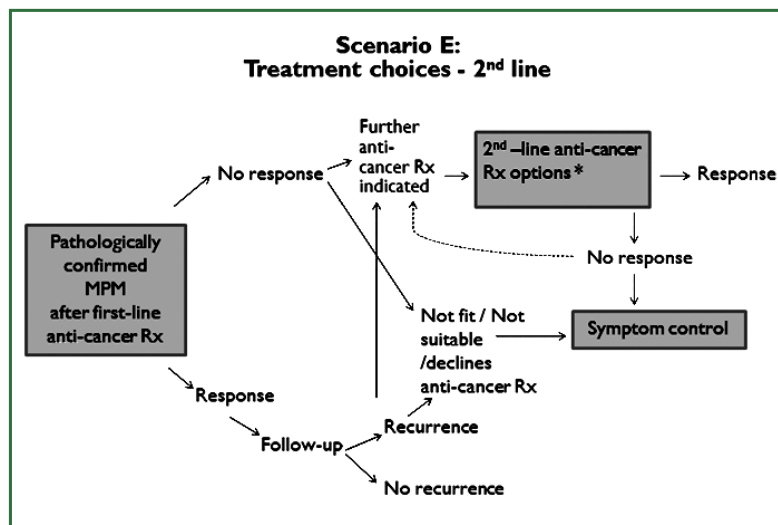 Scenario E:
Treatment choices - 2nd line
Further
anti-
cancer Rx
indicated
2nd –line anti-cancer
Rx options *
Response
No response
Pathologically
confirmed
MPM
after first-line
anti-cancer Rx
No response
Not fit / Not
suitable
/declines
anti-cancer Rx
Symptom control
Response
Follow-up
Recurrence
No recurrence